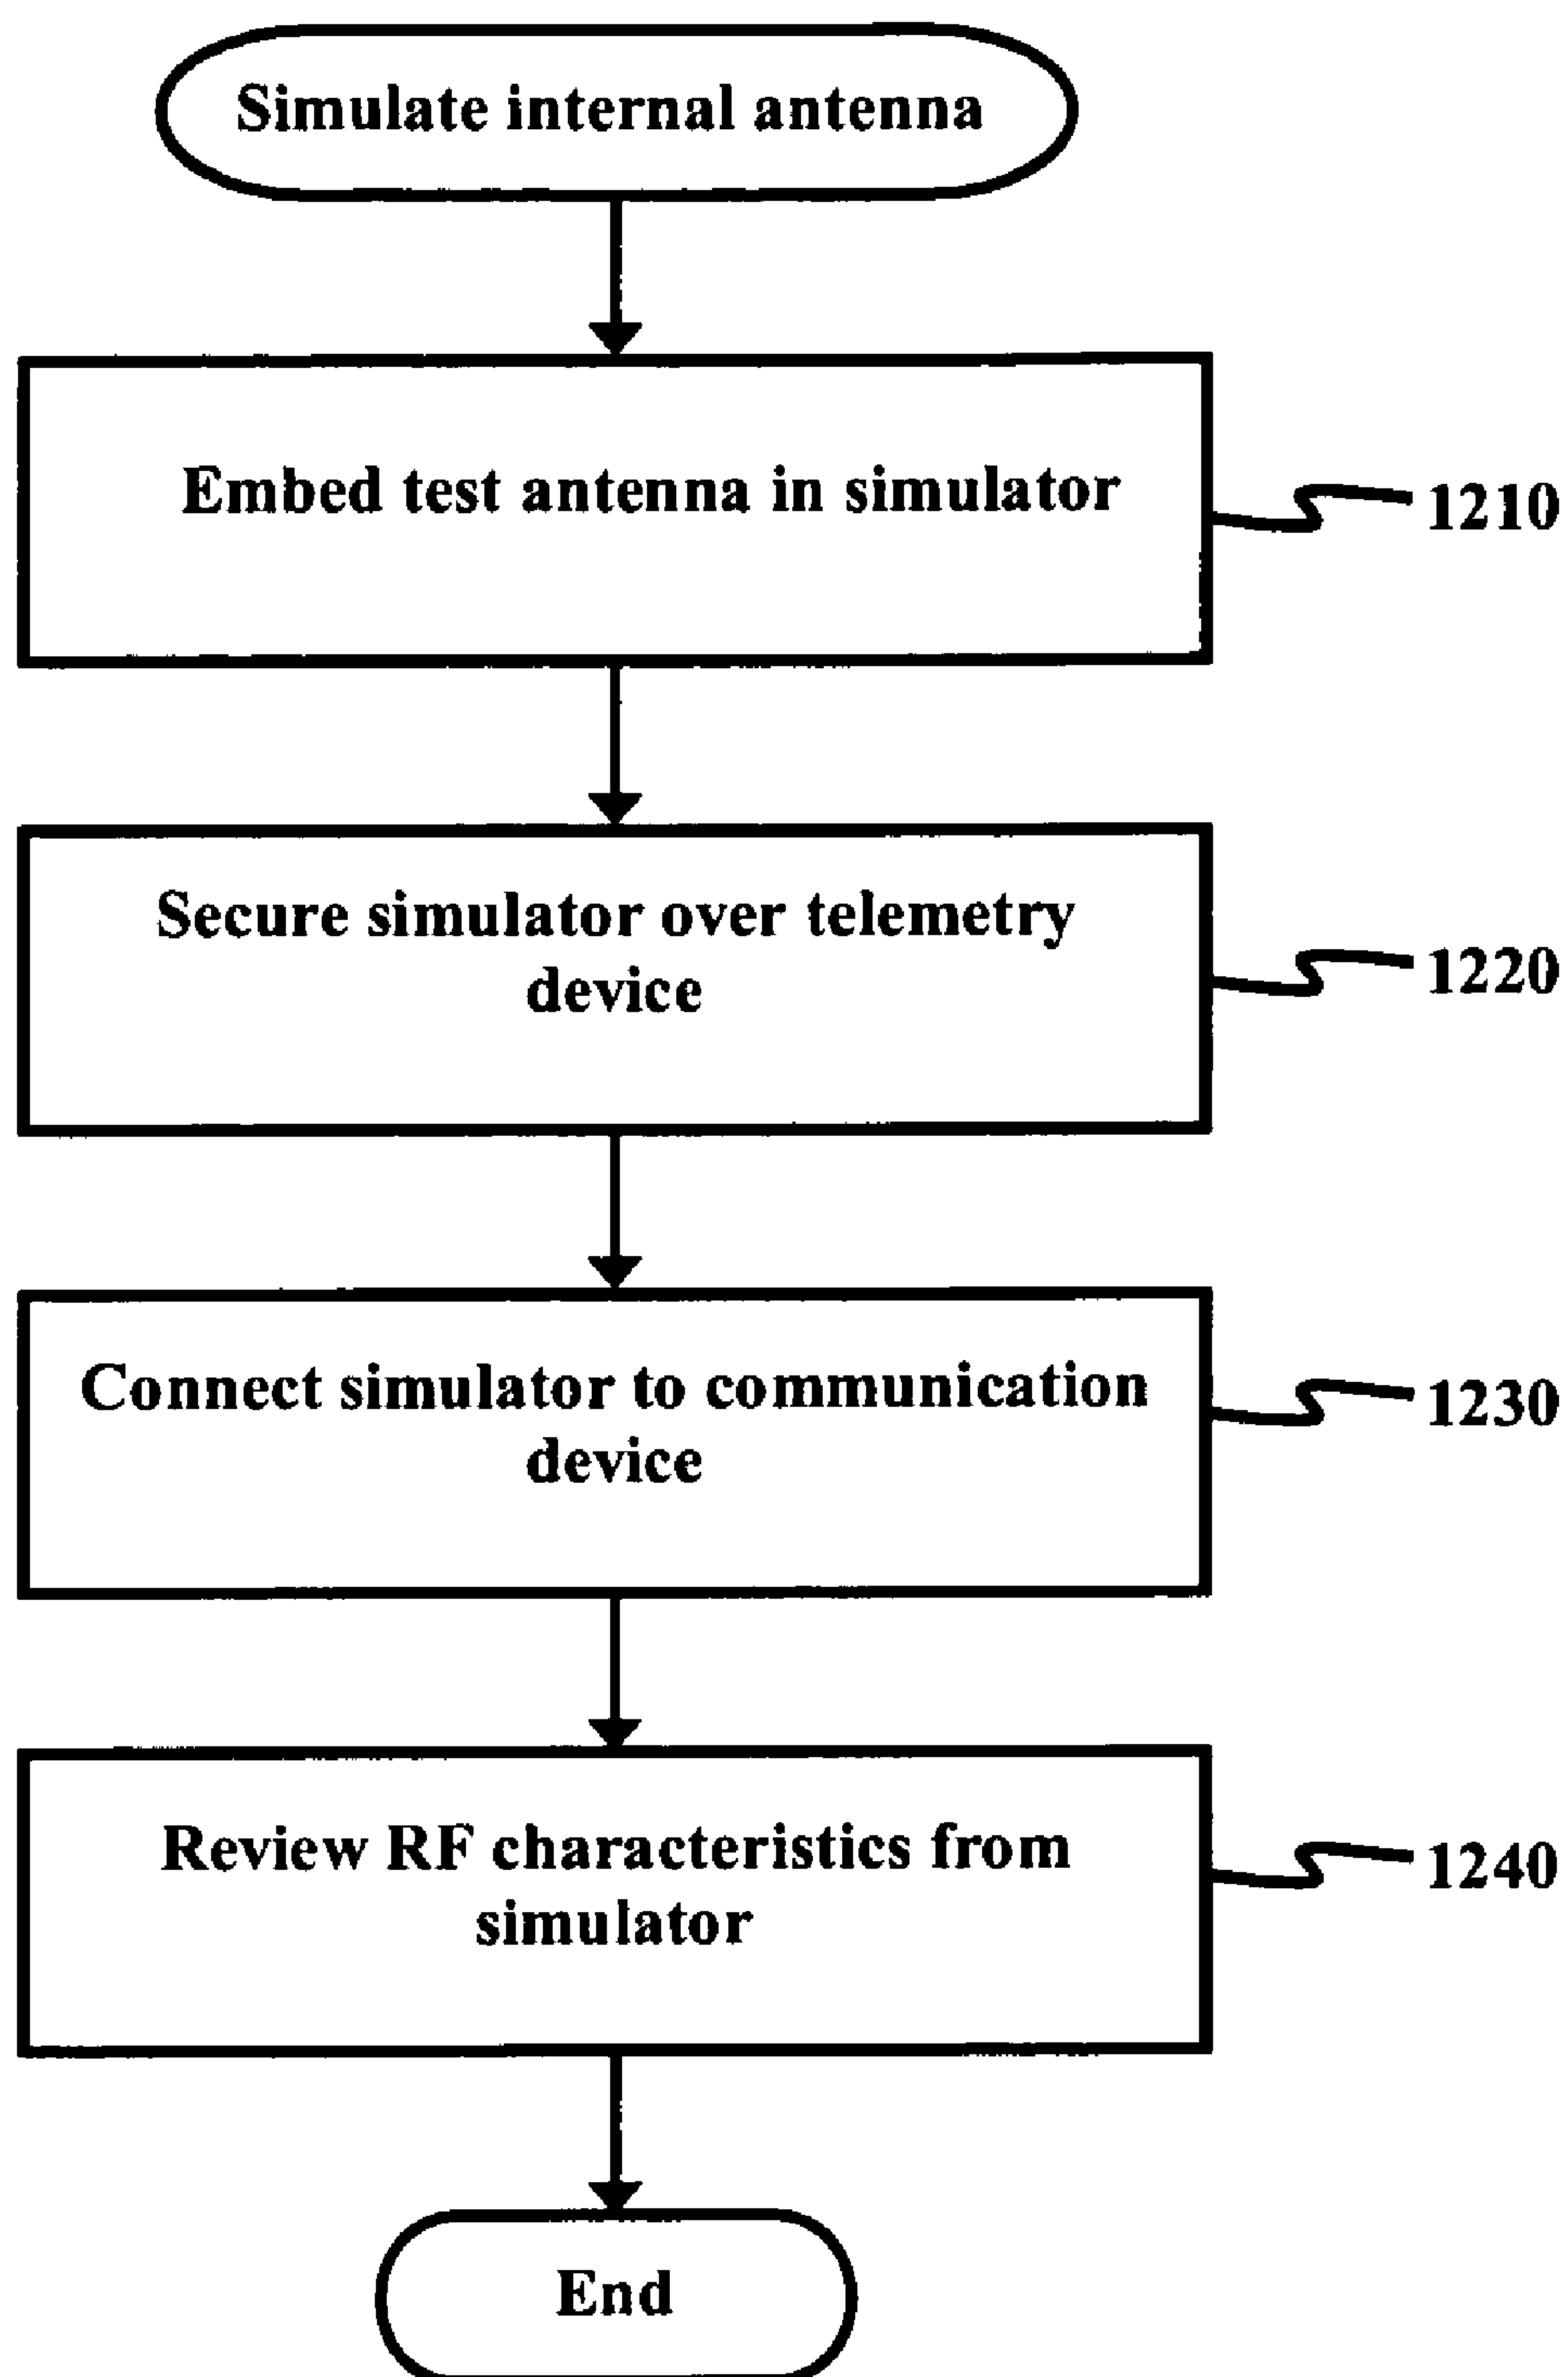 Simulate internal antenna
Embed test antenna in simulator
1210
Secure simulator over telemetry
device
1220
Connect simulator to communication
device
1230
Review RF characteristics from
simulator
1240
End